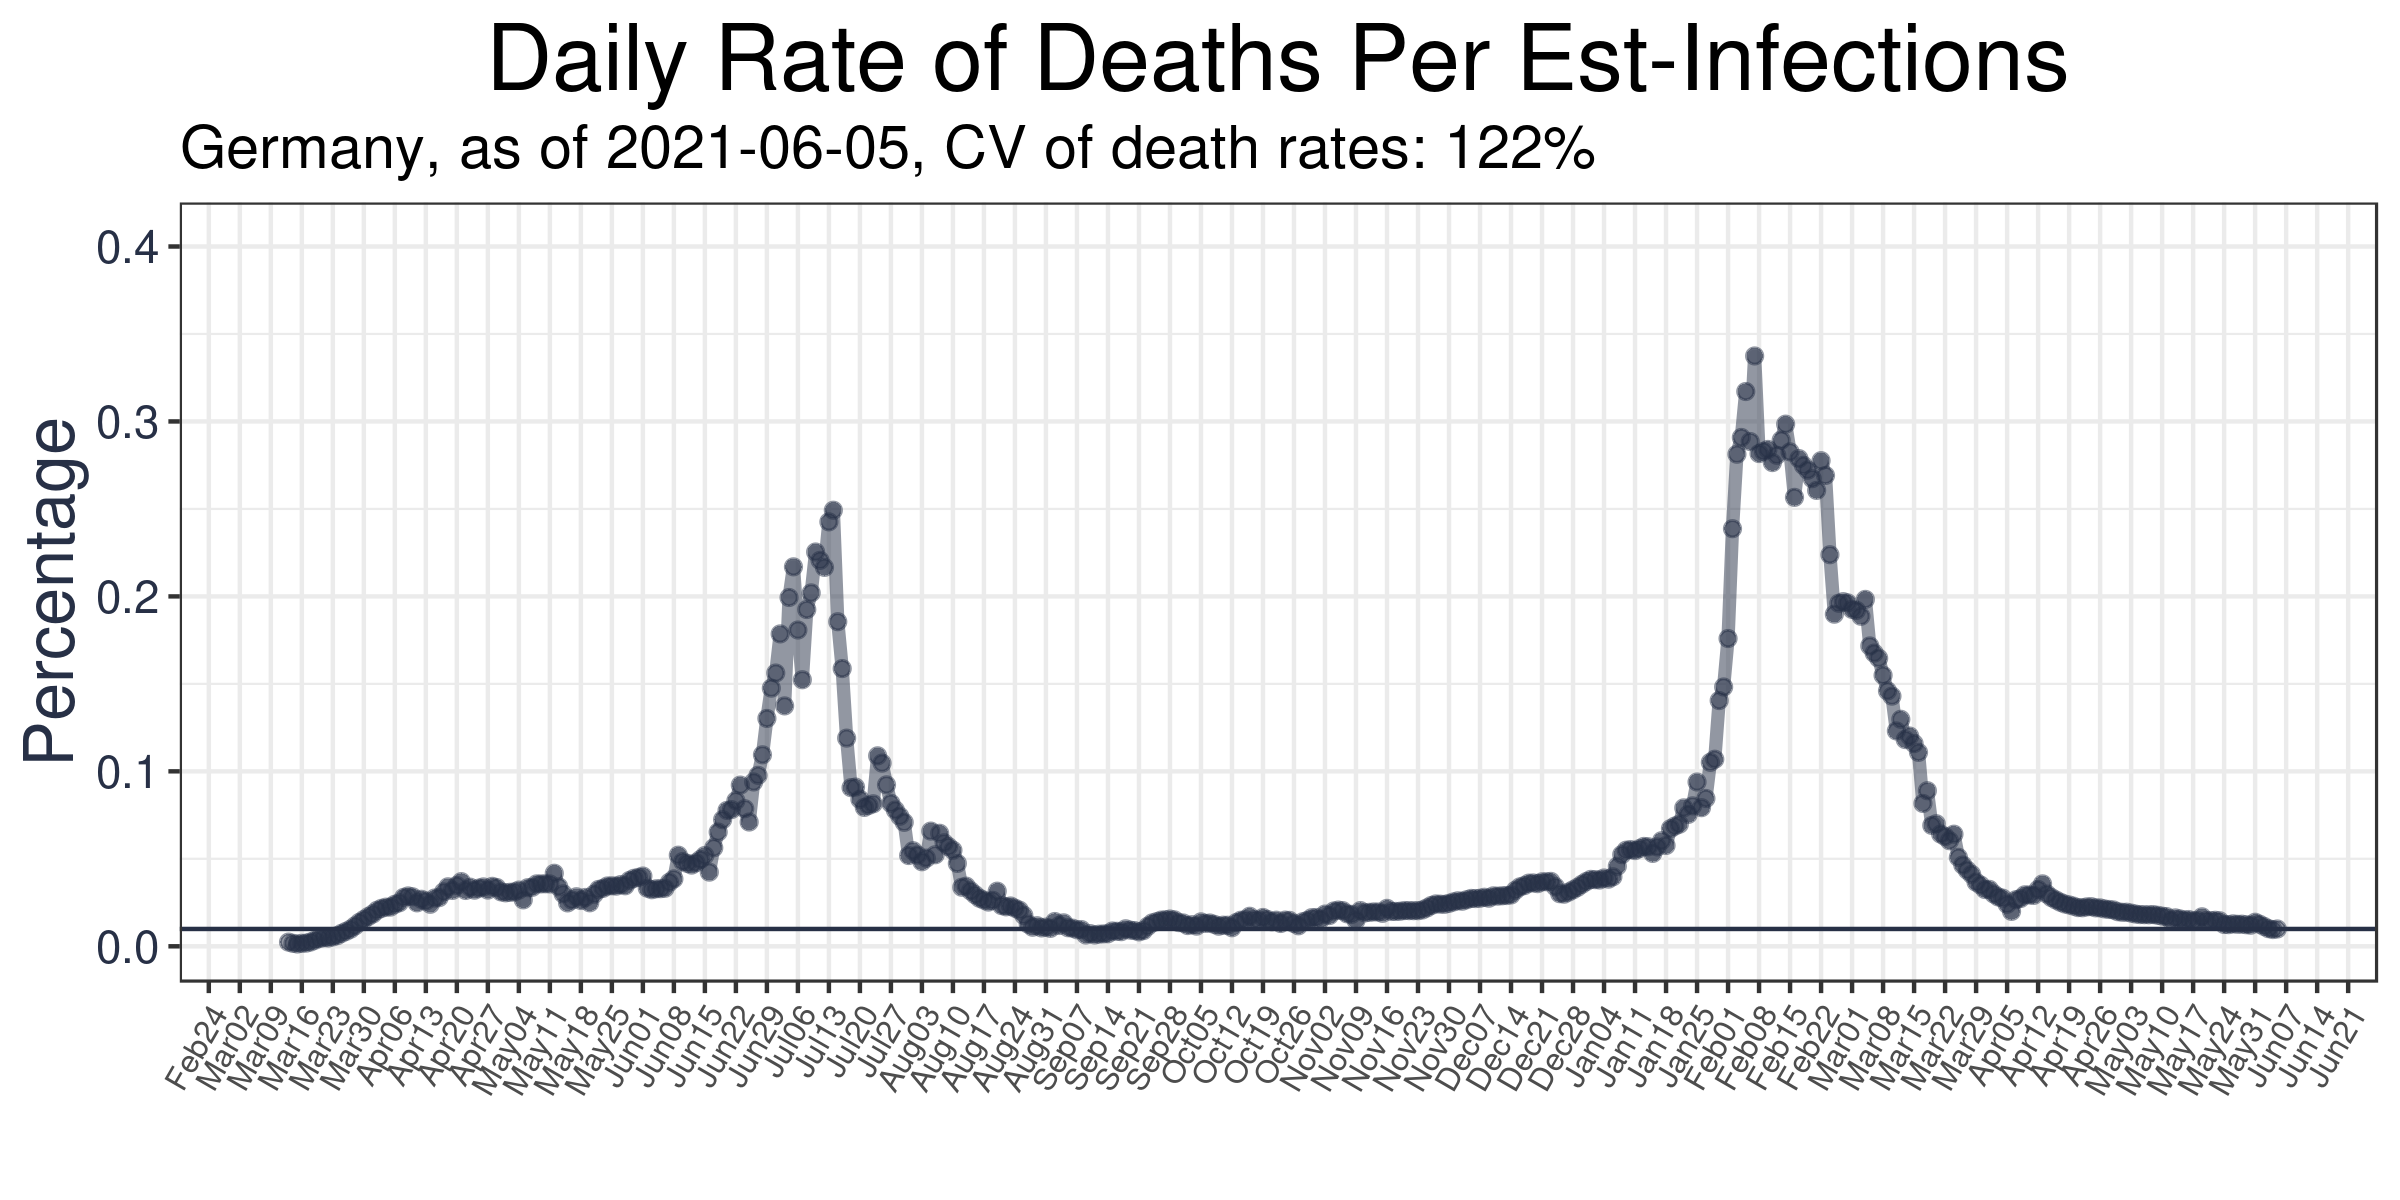 Daily Rate of Deaths Per Est-Infections
Germany, as of 2021-06-05, CV of death rates: 122%
Percentage
0.4
0.3
0.2
0.1
0.0
Feb24
Mar02
Mar09
Mar16
Mar23
Mar30
Apr06
Apr13
Apr20
Apr27
May04
May11
May18
May25
Jun01
Jun08
Jun15
Jun22
Jun29
Jul06
Jul13
Jul20
Jul27
Aug03
Aug10
Aug17
Aug24
Aug31
Sep07
Sep14
Sep21
Sep28
Oct05
Oct12
Oct19
Oct26
Nov02
Nov09
Nov16
Nov23
Nov30
Dec07
Dec14
Dec21
Dec28
Jan04
Jan11
Jan18
Jan25
Feb01
Feb08
Feb15
Feb22
Mar01
Mar08
Mar15
Mar22
Mar29
Apr05
Apr12
Apr19
Apr26
May03
May10
May17
May24
May31
Jun07
Jun14
Jun21